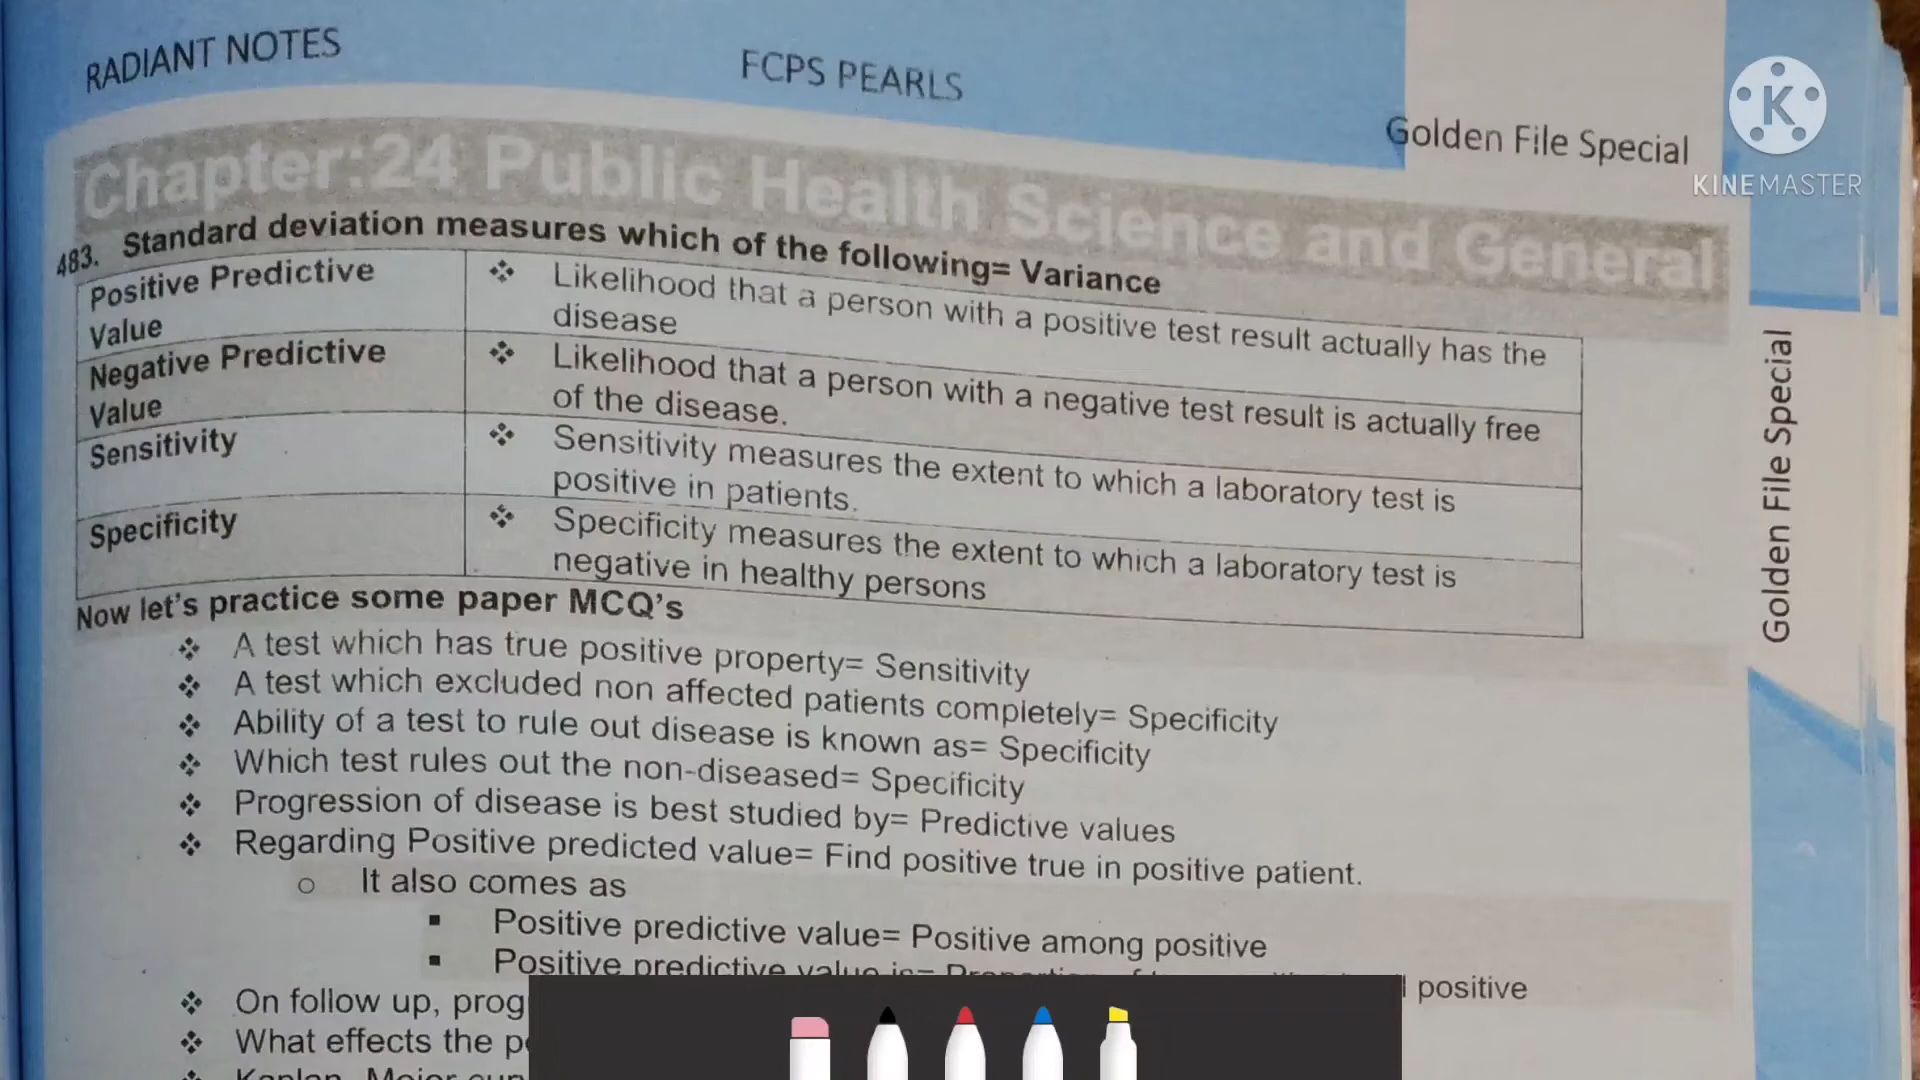 RADIANT NOTES
FCPS PEARLS
Golden File Special
KINEMASTER
Chapter:24 Public Health Science and General
483. Standard deviation measures which of the following= Variance
Positive Predictive Value
❖ Likelihood that a person with a positive test result actually has the
disease
Negative Predictive Value
❖ Likelihood that a person with a negative test result is actually free
of the disease.
Sensitivity
❖ Sensitivity measures the extent to which a laboratory test is
positive in patients.
Specificity
❖ Specificity measures the extent to which a laboratory test is
negative in healthy persons
Now let's practice some paper MCQ's
❖ A test which has true positive property= Sensitivity
❖ A test which excluded non affected patients completely= Specificity
❖ Ability of a test to rule out disease is known as= Specificity
❖ Which test rules out the non-diseased= Specificity
❖ Progression of disease is best studied by= Predictive values
❖ Regarding Positive predicted value= Find positive true in positive patient.
o It also comes as
▪ Positive predictive value= Positive among positive
▪ Positive predictive value is= positive
❖ On follow up,
❖ What effects the
Golden File Special